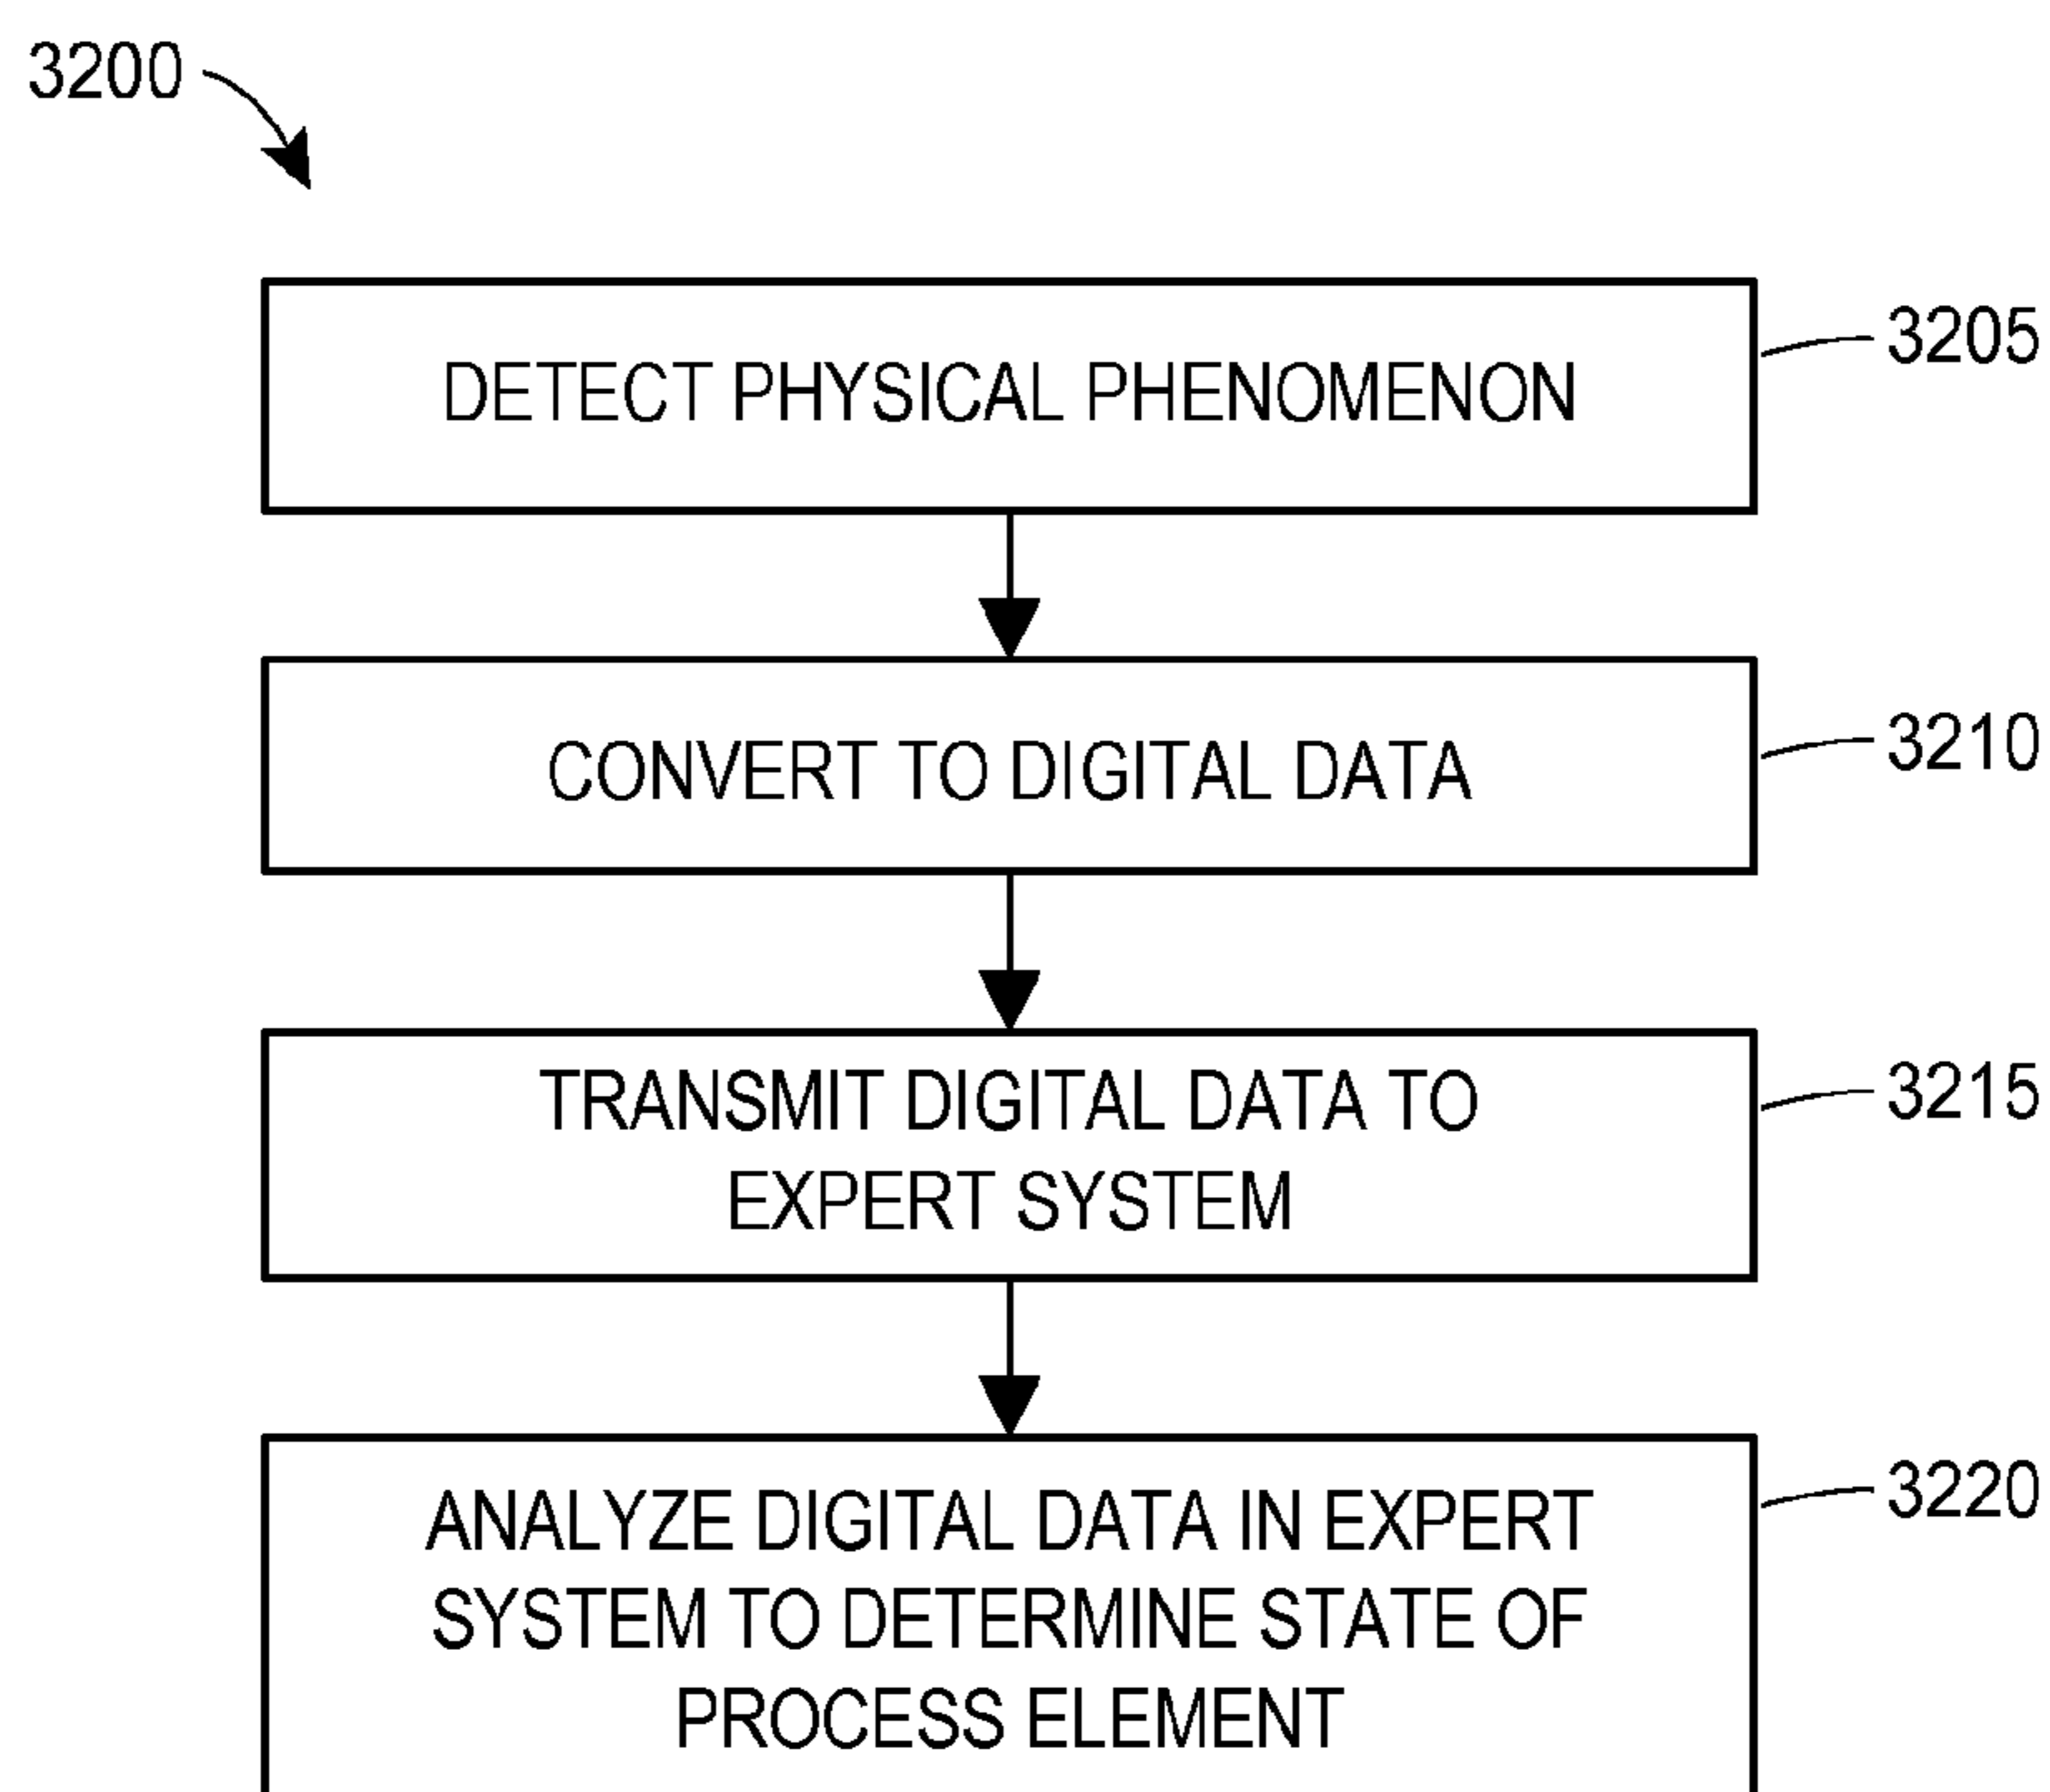 3200
DETECT PHYSICAL PHENOMENON
3205
CONVERT TO DIGITAL DATA
3210
TRANSMIT DIGITAL DATA TO
EXPERT SYSTEM
3215
ANALYZE DIGITAL DATA IN EXPERT
SYSTEM TO DETERMINE STATE OF
PROCESS ELEMENT
3220